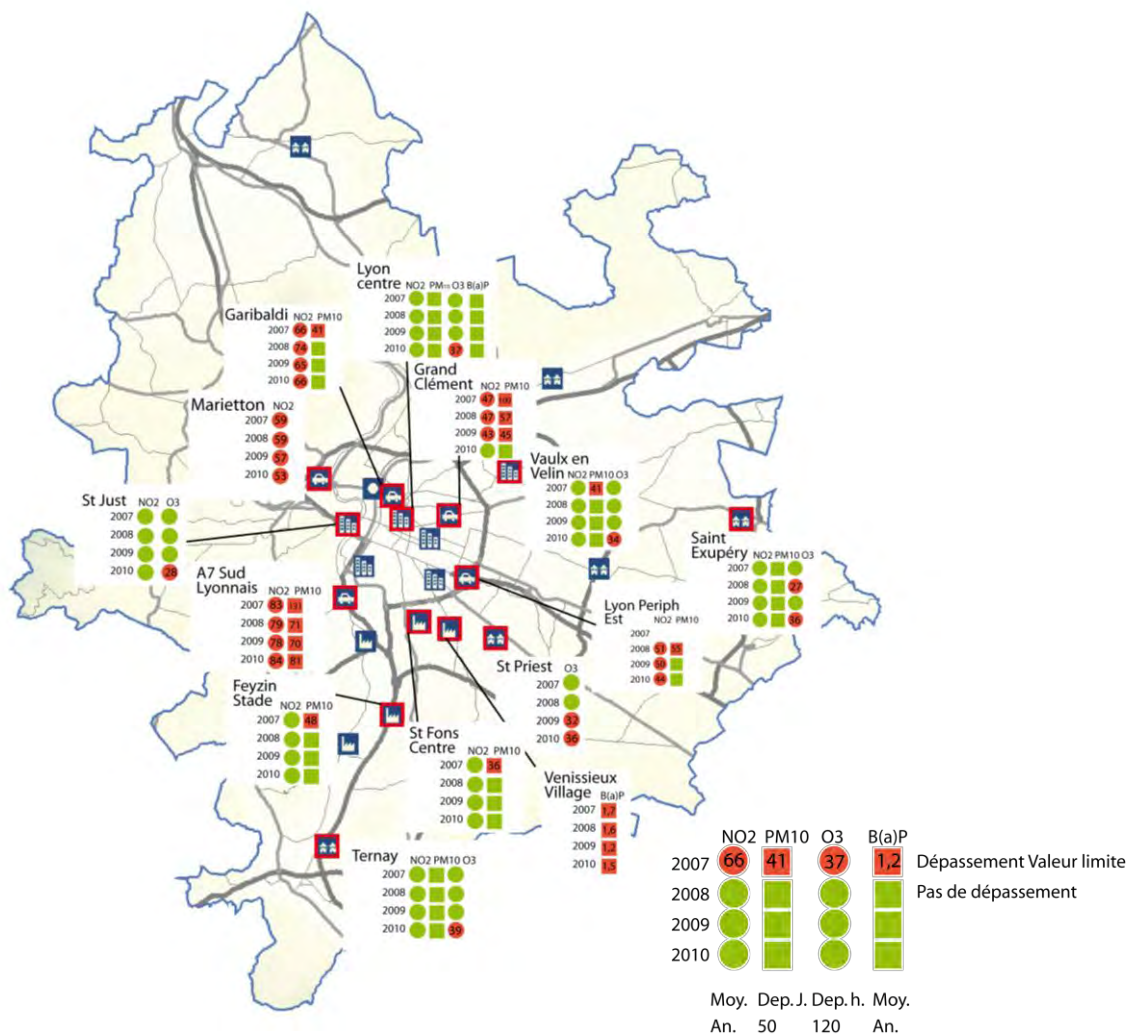 Lyon
centre NO2 PM10 O3 B(a)P
2007
2008
2009
2010 37
Garibaldi NO2 PM10
2007 66 41
2008 74
2009 65
2010 66
Grand
Clément NO2 PM10
2007 47
2008 47 57
2009 43 45
2010
Marietton NO2
2007 59
2008 59
2009 57
2010 53
Vaulx en
Velin NO2 PM10 O3
2007 41
2008
2009
2010 34
St Just NO2 O3
2007
2008
2009
2010 28
Saint
Exupéry
NO2 PM10 O3
2007
2008 27
2009
2010 36
A7 Sud
Lyonnais NO2 PM10
2007 83 131
2008 79 71
2009 78 70
2010 84 81
Lyon Periph
Est NO2 PM10
2007
2008 51 55
2009 50
2010 44
St Priest O3
2007
2008
2009 32
2010 36
Feyzin
Stade NO2 PM10
2007 48
2008
2009
2010
St Fons
Centre NO2 PM10
2007 36
2008
2009
2010
Venissieux
Village B(a)P
2007 1,7
2008 1,6
2009 1,2
2010 1,5
Ternay NO2 PM10 O3
2007
2008
2009
2010 39
NO2 PM10 O3 B(a)P
2007 66 41 37 1,2 Dépassement Valeur limite
2008 Pas de dépassement
2009
2010
Moy. Dep. J. Dep. h. Moy.
An. 50 120 An.